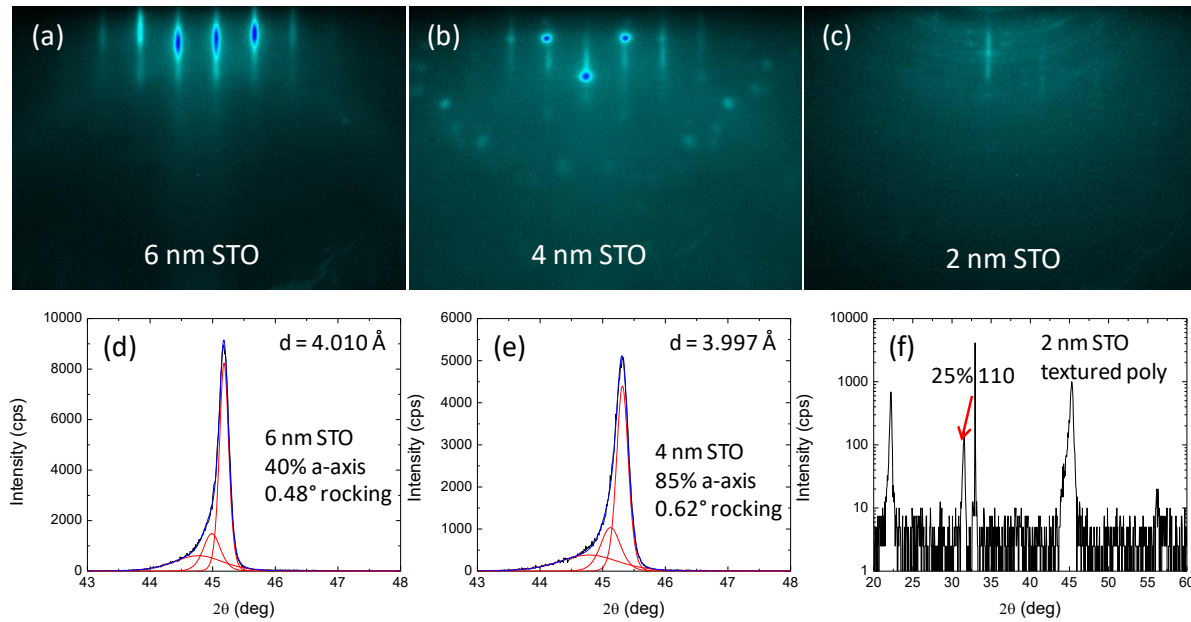 (a)
6 nm STO
(b)
4 nm STO
(c)
2 nm STO
(d)
d = 4.010 Å
6 nm STO
40% a-axis
0.48° rocking
Intensity (cps)
10000
8000
6000
4000
2000
0
43 44 45 46 47 48
2θ (deg)
(e)
d = 3.997 Å
4 nm STO
85% a-axis
0.62° rocking
Intensity (cps)
6000
5000
4000
3000
2000
1000
0
43 44 45 46 47 48
2θ (deg)
(f)
2 nm STO
textured poly
25% 110
Intensity (cps)
10000
1000
100
10
1
20 25 30 35 40 45 50 55 60
2θ (deg)